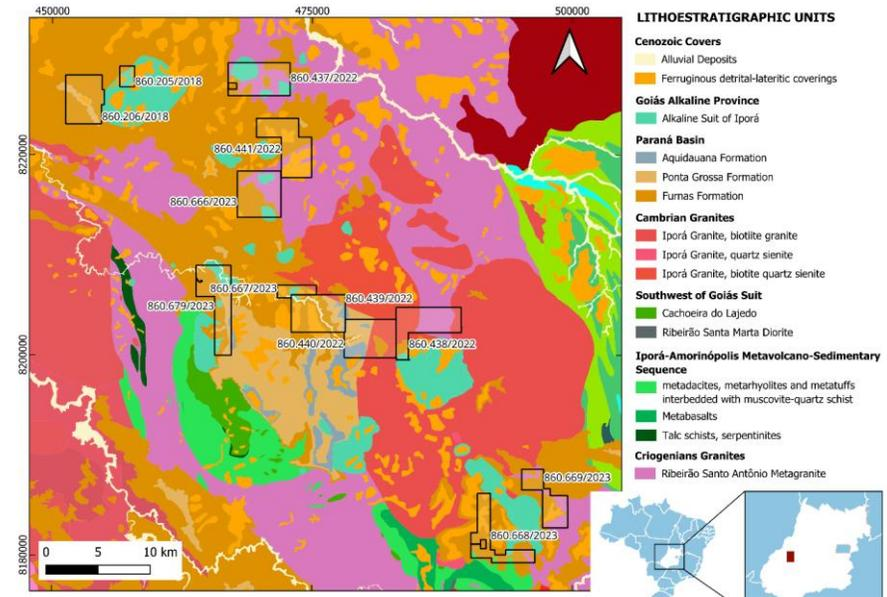 450000
475000
500000
8220000
8200000
8180000
860.205/2018
860.206/2018
860.437/2022
860.441/2022
860.666/2023
860.667/2023
860.679/2023
860.439/2022
860.440/2022
860.438/2022
860.669/2023
860.668/2023
0 5 10 km
LITHOESTRATIGRAPHIC UNITS
Cenozoic Covers
Alluvial Deposits
Ferruginous detrital-lateritic coverings
Goiás Alkaline Province
Alkaline Suit of Iporá
Paraná Basin
Aquidauana Formation
Ponta Grossa Formation
Furnas Formation
Cambrian Granites
Iporá Granite, biotiite granite
Iporá Granite, quartz sienite
Iporá Granite, biotite quartz sienite
Southwest of Goiás Suit
Cachoeira do Lajedo
Ribeirão Santa Marta Diorite
Iporá-Amorinópolis Metavolcano-Sedimentary
Sequence
metadacites, metarhyolites and metatuffs
interbedded with muscovite-quartz schist
Metabasalts
Talc schists, serpentinites
Criogenians Granites
Ribeirão Santo Antônio Metagranite